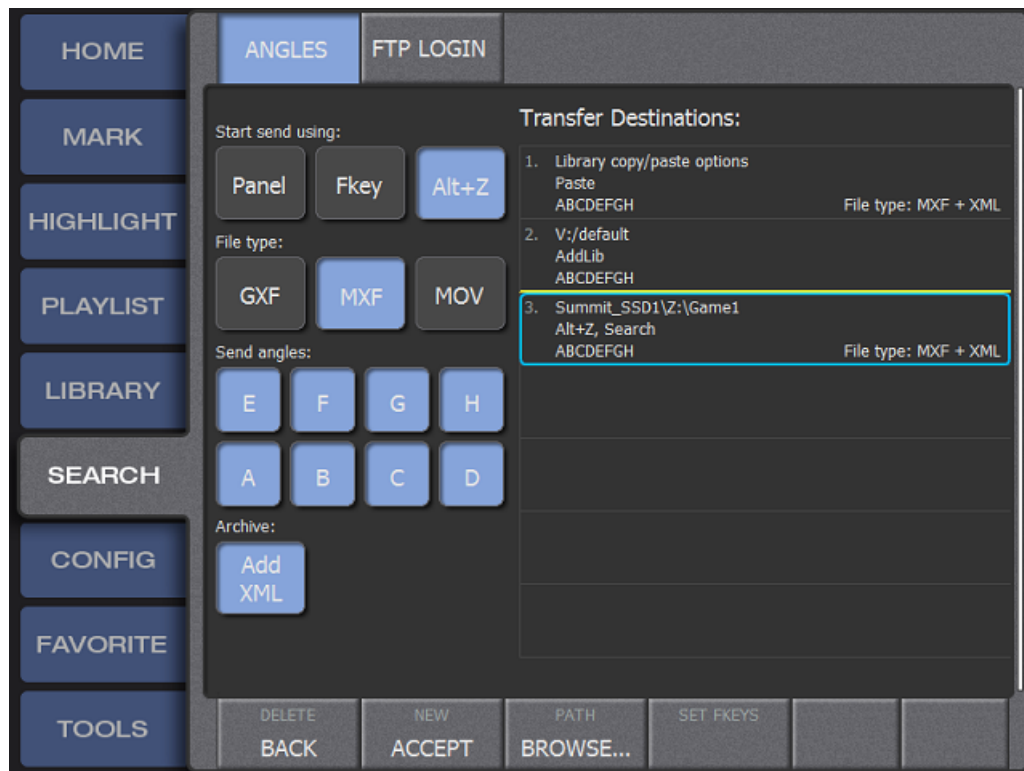 HOME
MARK
HIGHLIGHT
PLAYLIST
LIBRARY
SEARCH
CONFIG
FAVORITE
TOOLS
ANGLES
FTP LOGIN
Start send using:
Panel
Fkey
Alt+Z
File type:
GXF
MXF
MOV
Send angles:
E
F
G
H
A
B
C
D
Archive:
Add
XML
Transfer Destinations:
1. Library copy/paste options
Paste
ABCDEFGH File type: MXF + XML
2. V:/default
AddLib
ABCDEFGH
3. Summit_SSD1\Z:\Game1
Alt+Z, Search
ABCDEFGH File type: MXF + XML
DELETE
BACK
NEW
ACCEPT
PATH
BROWSE...
SET FKEYS